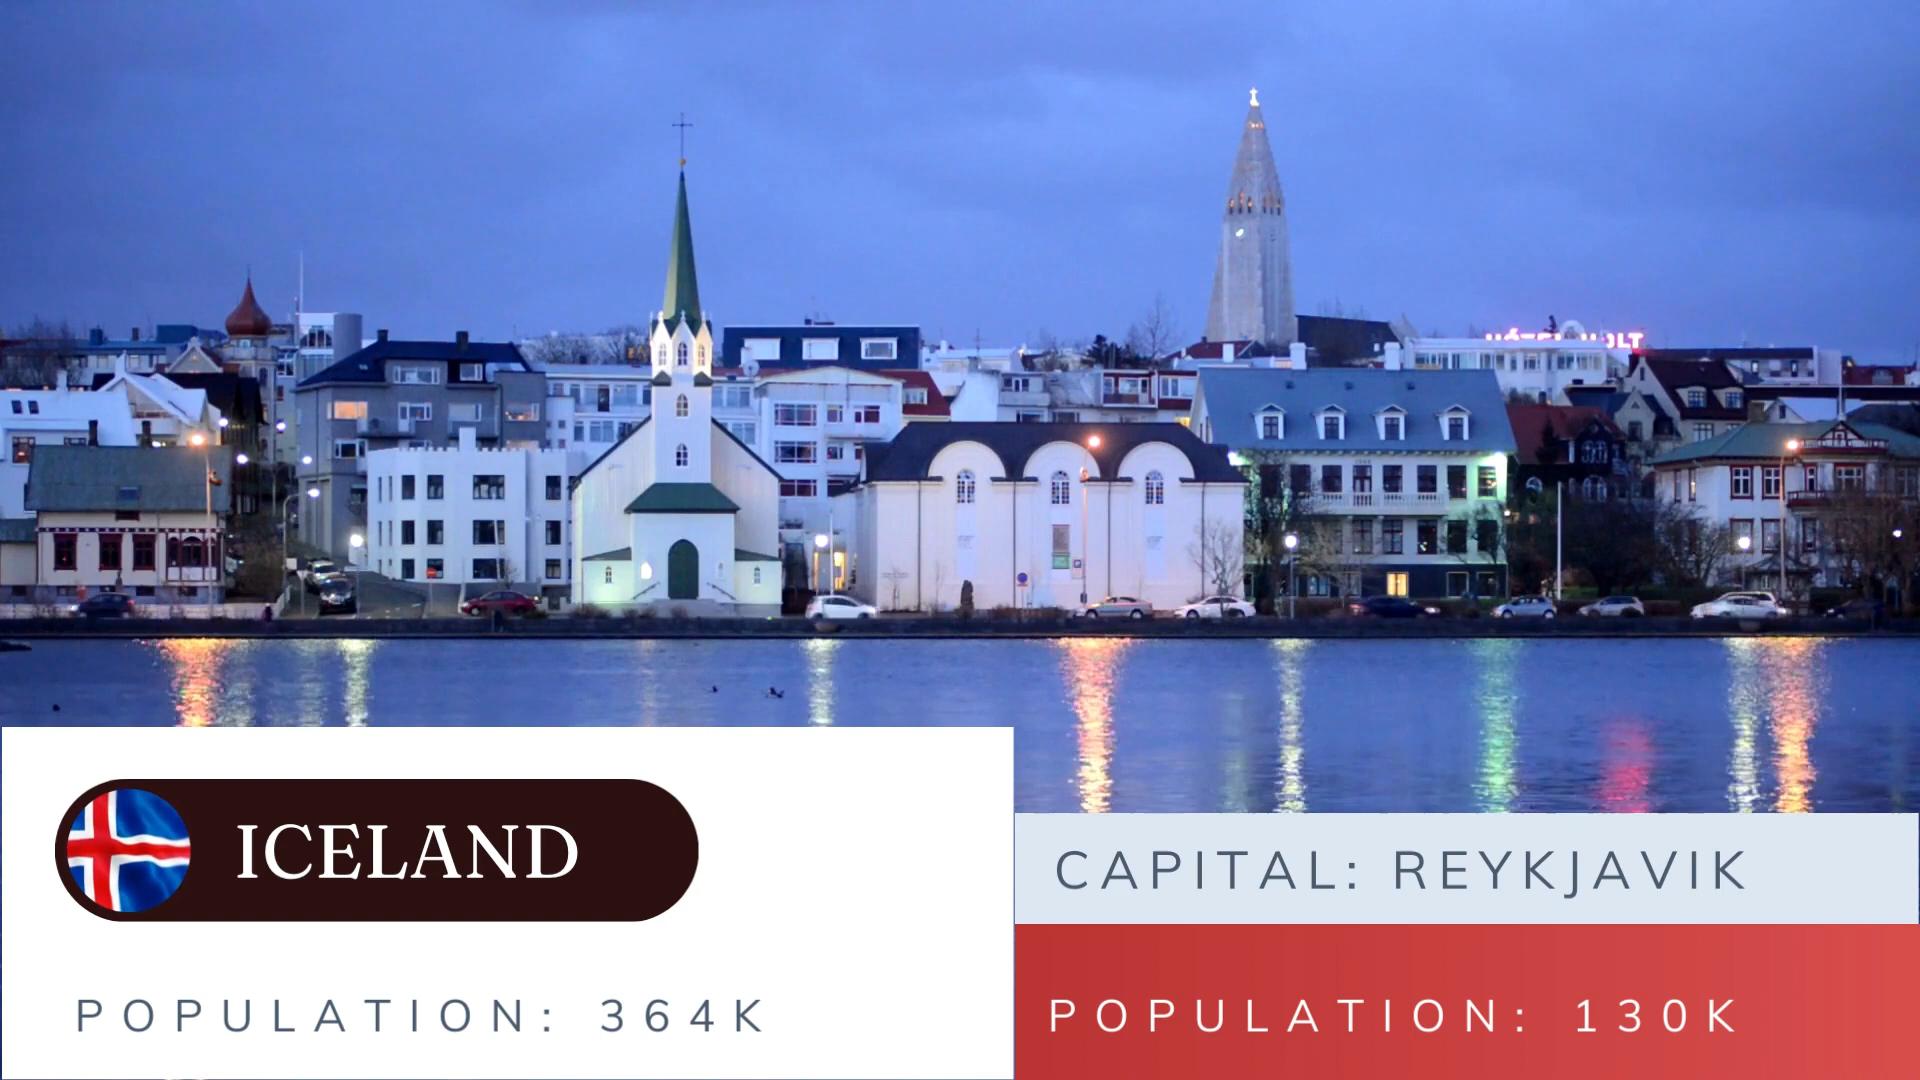 ICELAND
POPULATION: 364K
CAPITAL: REYKJAVIK
POPULATION: 130K